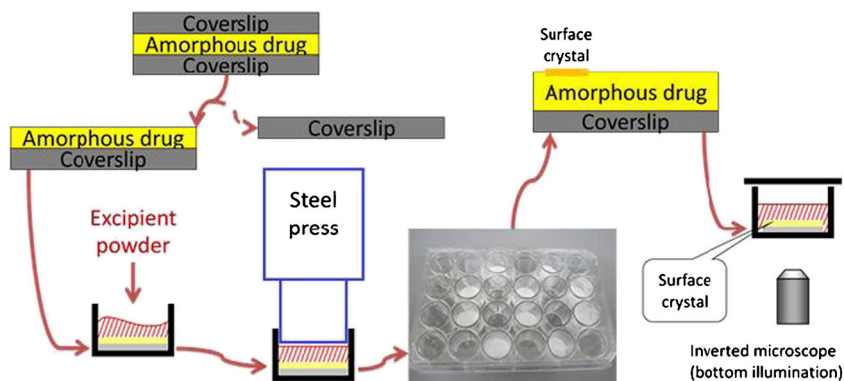 Coverslip
Amorphous drug
Coverslip
Coverslip
Amorphous drug
Coverslip
Excipient
powder
Steel
press
Surface
crystal
Amorphous drug
Coverslip
Surface
crystal
Inverted microscope
(bottom illumination)